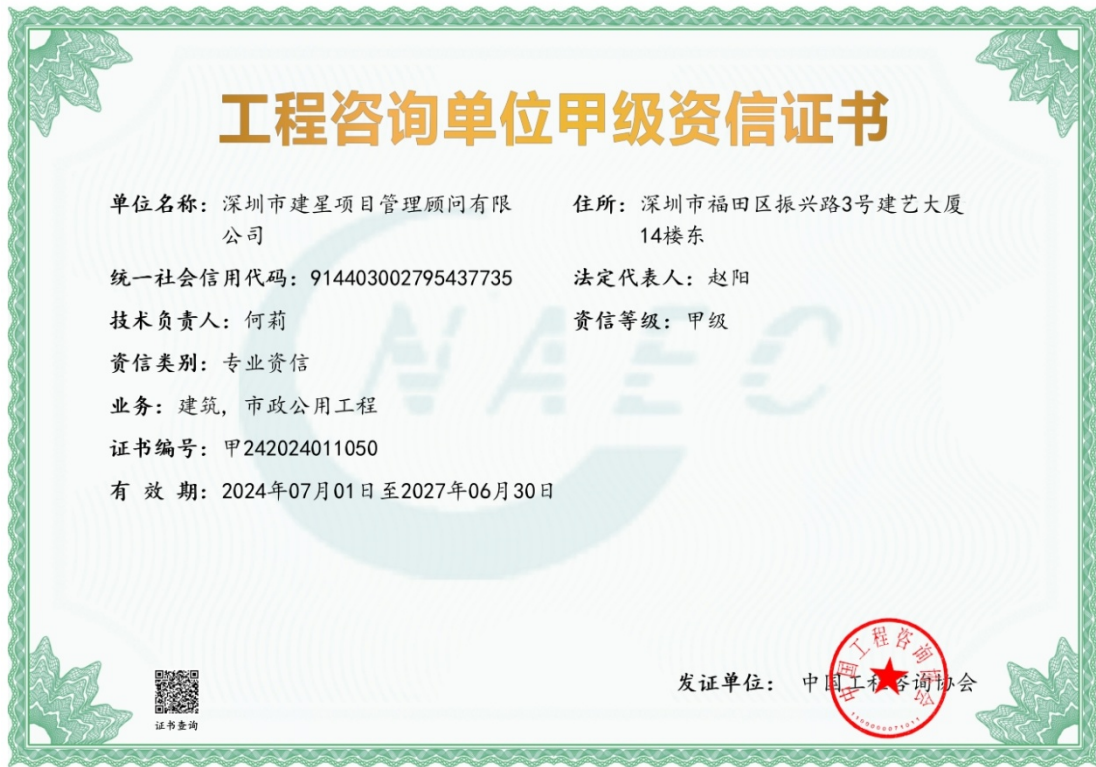 工程咨询单位甲级资信证书
单位名称：深圳市建星项目管理顾问有限
公司
住所：深圳市福田区振兴路3号建艺大厦
14楼东
统一社会信用代码：914403002795437735
法定代表人：赵阳
技术负责人：何莉
资信等级：甲级
资信类别：专业资信
业务：建筑，市政公用工程
证书编号：甲242024011050
有 效 期：2024年07月01日至2027年06月30日
CNAEC
证书查询
发证单位： 中国工程咨询协会
中国工程咨询协会